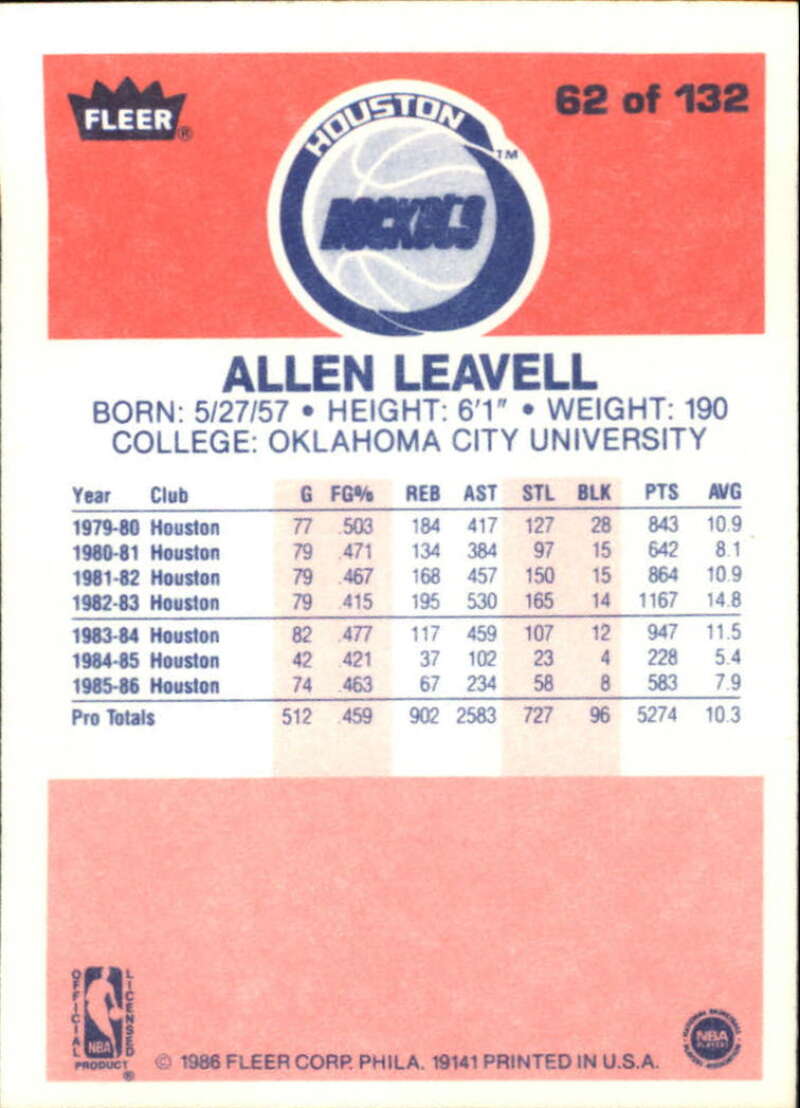 FLEER®
62 of 132
HOUSTON
TM
ROCKETS
ALLEN LEAVELL
BORN: 5/27/57 • HEIGHT: 6'1" • WEIGHT: 190
COLLEGE: OKLAHOMA CITY UNIVERSITY
Year Club G FG% REB AST STL BLK PTS AVG
1979-80 Houston 77 .503 184 417 127 28 843 10.9
1980-81 Houston 79 .471 134 384 97 15 642 8.1
1981-82 Houston 79 .467 168 457 150 15 864 10.9
1982-83 Houston 79 .415 195 530 165 14 1167 14.8
1983-84 Houston 82 .477 117 459 107 12 947 11.5
1984-85 Houston 42 .421 37 102 23 4 228 5.4
1985-86 Houston 74 .463 67 234 58 8 583 7.9
Pro Totals 512 .459 902 2583 727 96 5274 10.3
OFFICIAL LICENSED
NBA
PRODUCT ®
© 1986 FLEER CORP. PHILA. 19141 PRINTED IN U.S.A.
NATIONAL BASKETBALL
NBA
PLAYERS
PLAYERS ASSOCIATION